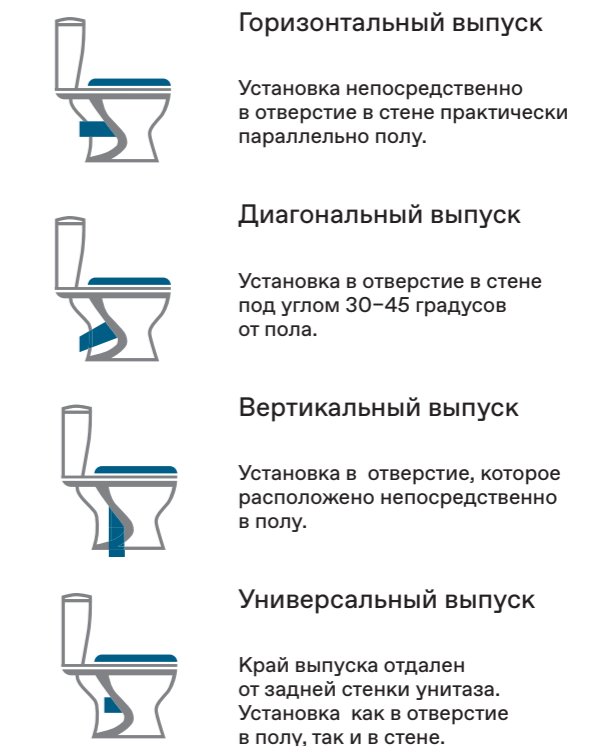 Горизонтальный выпуск
Установка непосредственно
в отверстие в стене практически
параллельно полу.
Диагональный выпуск
Установка в отверстие в стене
под углом 30–45 градусов
от пола.
Вертикальный выпуск
Установка в отверстие, которое
расположено непосредственно
в полу.
Универсальный выпуск
Край выпуска отдален
от задней стенки унитаза.
Установка как в отверстие
в полу, так и в стене.